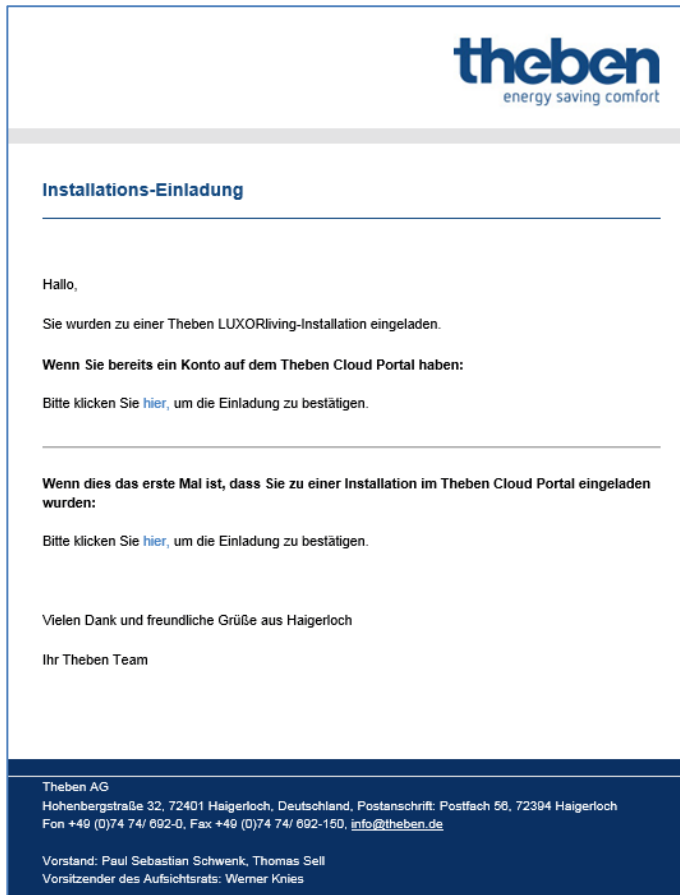 theben
energy saving comfort
Installations-Einladung
Hallo,
Sie wurden zu einer Theben LUXORliving-Installation eingeladen.
Wenn Sie bereits ein Konto auf dem Theben Cloud Portal haben:
Bitte klicken Sie hier, um die Einladung zu bestätigen.
Wenn dies das erste Mal ist, dass Sie zu einer Installation im Theben Cloud Portal eingeladen
wurden:
Bitte klicken Sie hier, um die Einladung zu bestätigen.
Vielen Dank und freundliche Grüße aus Haigerloch
Ihr Theben Team
Theben AG
Hohenbergstraße 32, 72401 Haigerloch, Deutschland, Postanschrift: Postfach 56, 72394 Haigerloch
Fon +49 (0)74 74/ 692-0, Fax +49 (0)74 74/ 692-150, info@theben.de
Vorstand: Paul Sebastian Schwenk, Thomas Sell
Vorsitzender des Aufsichtsrats: Werner Knies